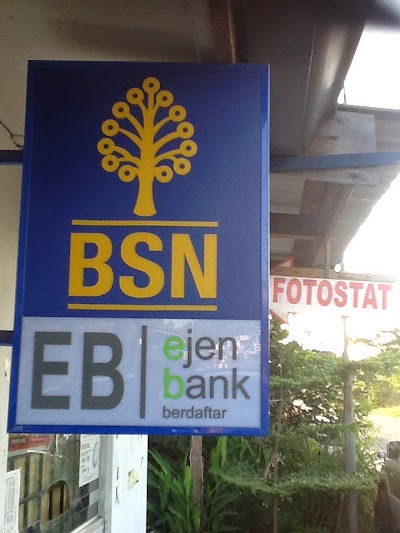 BSN
EB
ejen
bank
berdaftar
FOTOSTAT